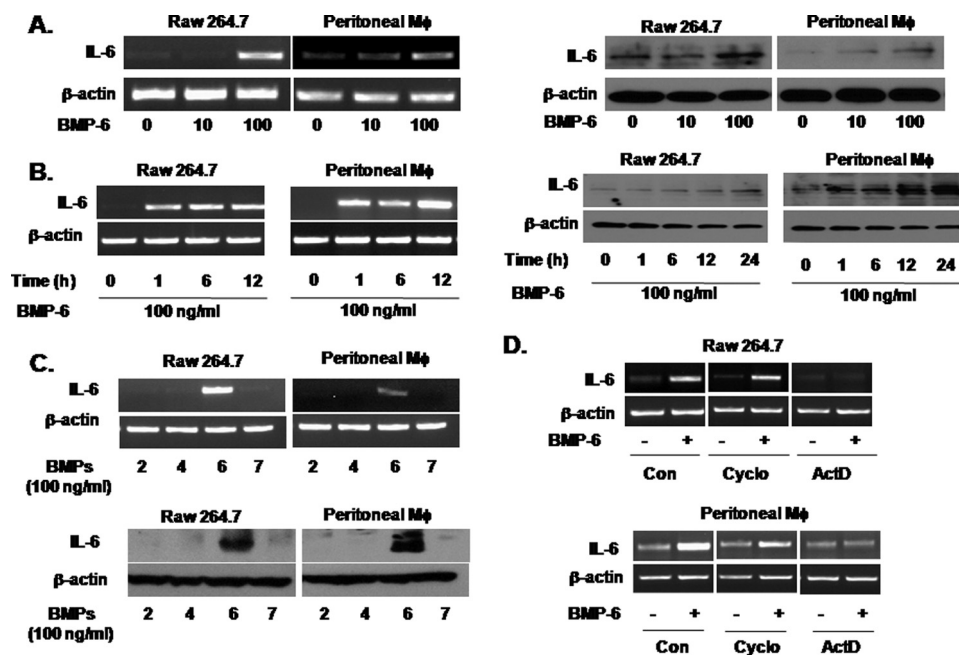 A.
Raw 264.7 Peritoneal Mϕ
IL-6
β-actin
BMP-6 0 10 100 0 10 100
Raw 264.7 Peritoneal Mϕ
IL-6
β-actin
BMP-6 0 10 100 0 10 100
B.
Raw 264.7 Peritoneal Mϕ
IL-6
β-actin
Time (h) 0 1 6 12 0 1 6 12
BMP-6 100 ng/ml 100 ng/ml
Raw 264.7 Peritoneal Mϕ
IL-6
β-actin
Time (h) 0 1 6 12 24 0 1 6 12 24
BMP-6 100 ng/ml 100 ng/ml
C.
Raw 264.7 Peritoneal Mϕ
IL-6
β-actin
BMPs 2 4 6 7 2 4 6 7
(100 ng/ml)
Raw 264.7 Peritoneal Mϕ
IL-6
β-actin
BMPs 2 4 6 7 2 4 6 7
(100 ng/ml)
D.
Raw 264.7
IL-6
β-actin
BMP-6 - + - + - +
Con Cyclo ActD
Peritoneal Mϕ
IL-6
β-actin
BMP-6 - + - + - +
Con Cyclo ActD